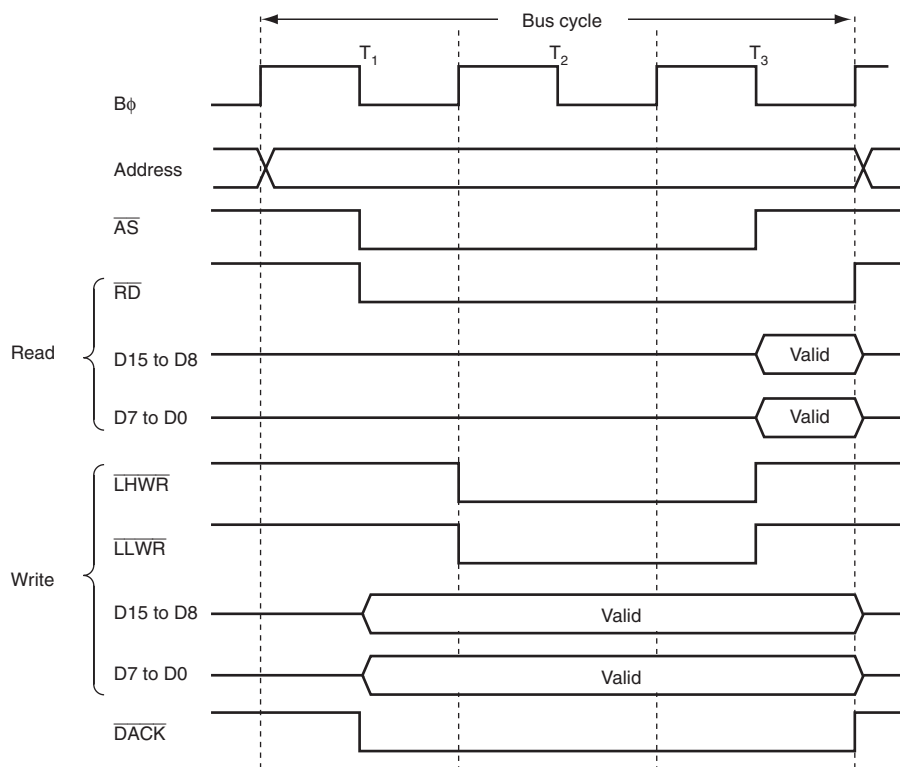 Bus cycle
T1 T2 T3
Bϕ
Address
AS
RD
Read
D15 to D8 Valid
D7 to D0 Valid
LHWR
LLWR
Write
D15 to D8 Valid
D7 to D0 Valid
DACK